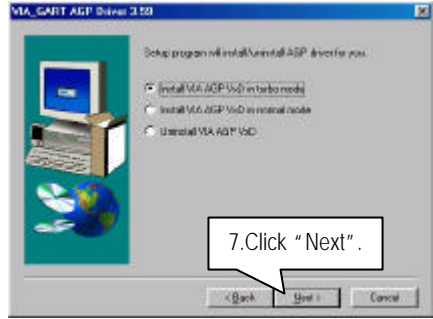 VIA_GART AGP Driver 3.59
Setup program will install/uninstall AGP driver for you.
Install VIA AGP VxD in turbo mode
Install VIA AGP VxD in normal mode
Uninstall VIA AGP VxD
7.Click “Next”.
< Back
Next >
Cancel